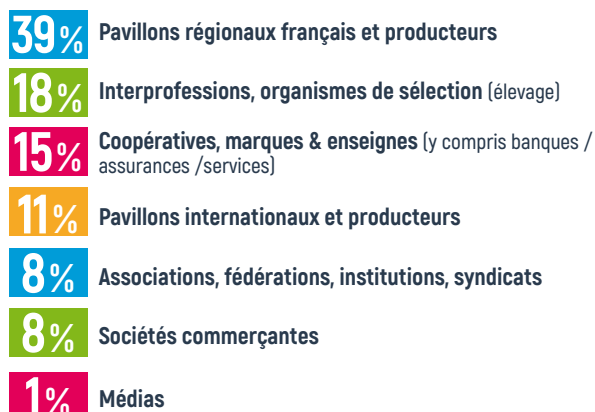 39% Pavillons régionaux français et producteurs
18% Interprofessions, organismes de sélection (élevage)
15% Coopératives, marques & enseignes (y compris banques /
assurances /services)
11% Pavillons internationaux et producteurs
8% Associations, fédérations, institutions, syndicats
8% Sociétés commerçantes
1% Médias